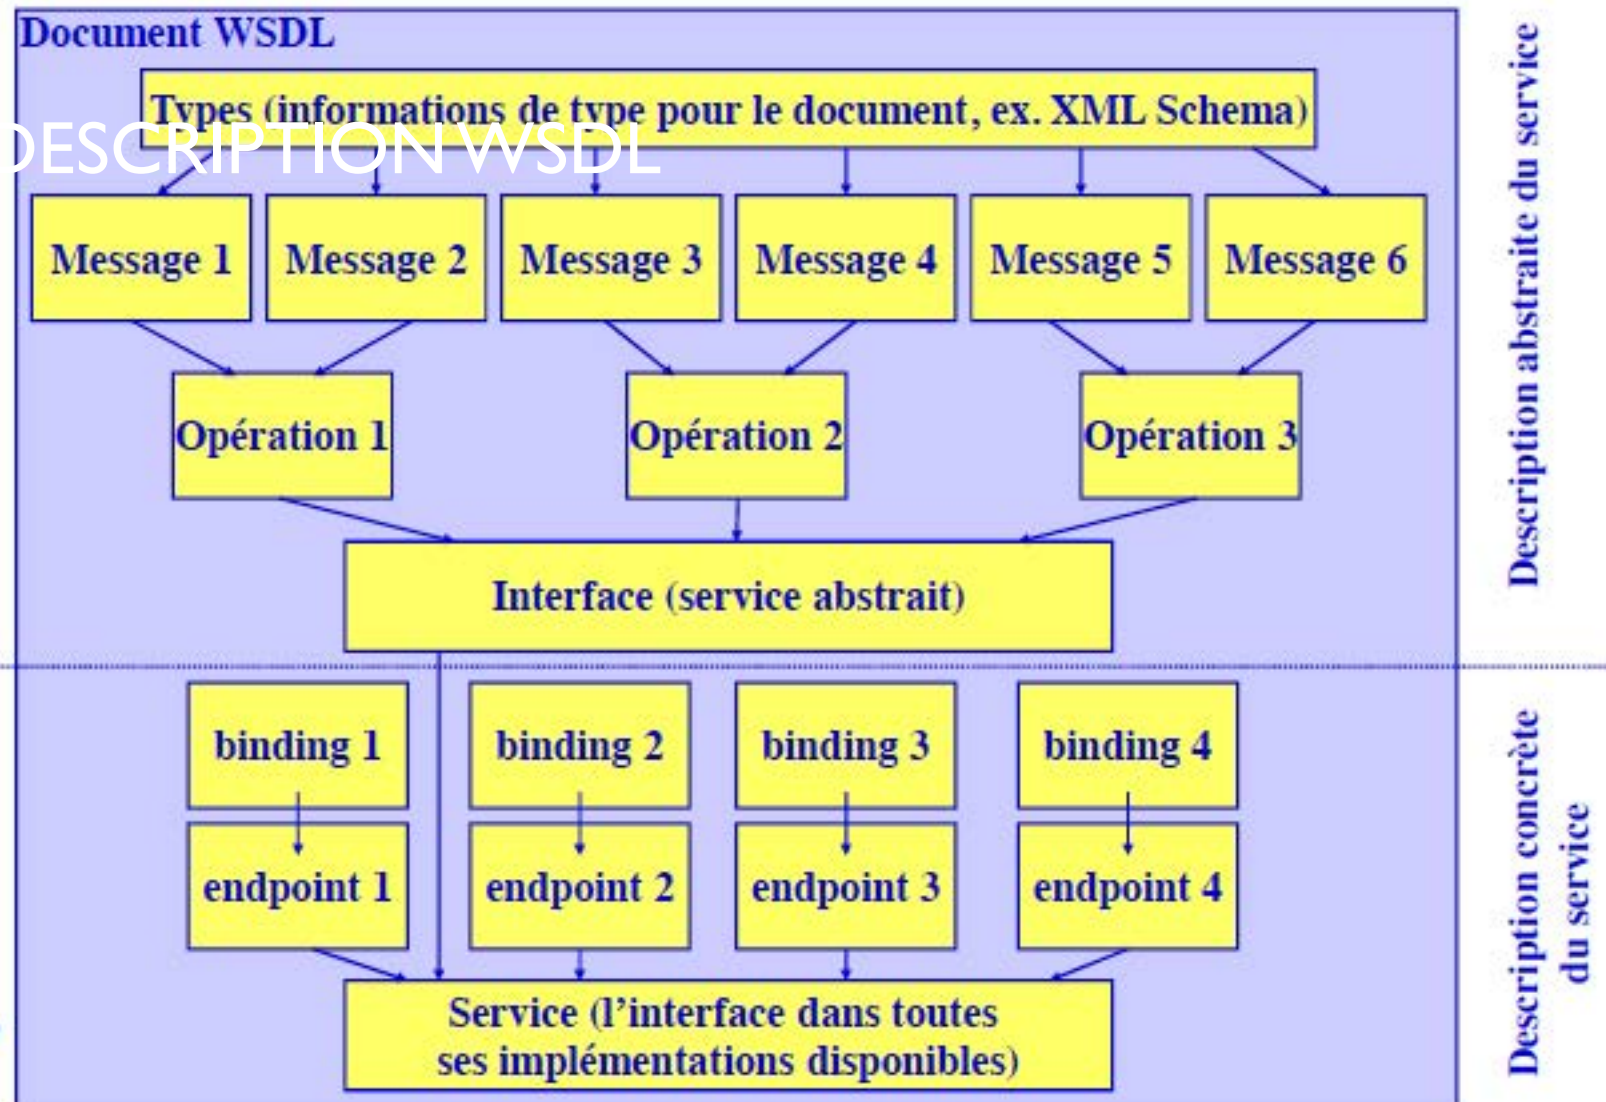 Document WSDL
Types (informations de type pour le document, ex. XML Schema)
DESCRIPTION WSDL
Message 1
Message 2
Message 3
Message 4
Message 5
Message 6
Opération 1
Opération 2
Opération 3
Interface (service abstrait)
Description abstraite du service
binding 1
binding 2
binding 3
binding 4
endpoint 1
endpoint 2
endpoint 3
endpoint 4
Service (l'interface dans toutes
ses implémentations disponibles)
Description concrète
du service